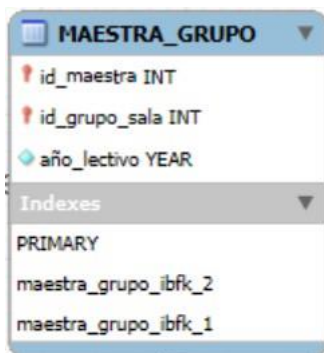 MAESTRA_GRUPO
id_maestra INT
id_grupo_sala INT
año_lectivo YEAR
Indexes
PRIMARY
maestra_grupo_ibfk_2
maestra_grupo_ibfk_1